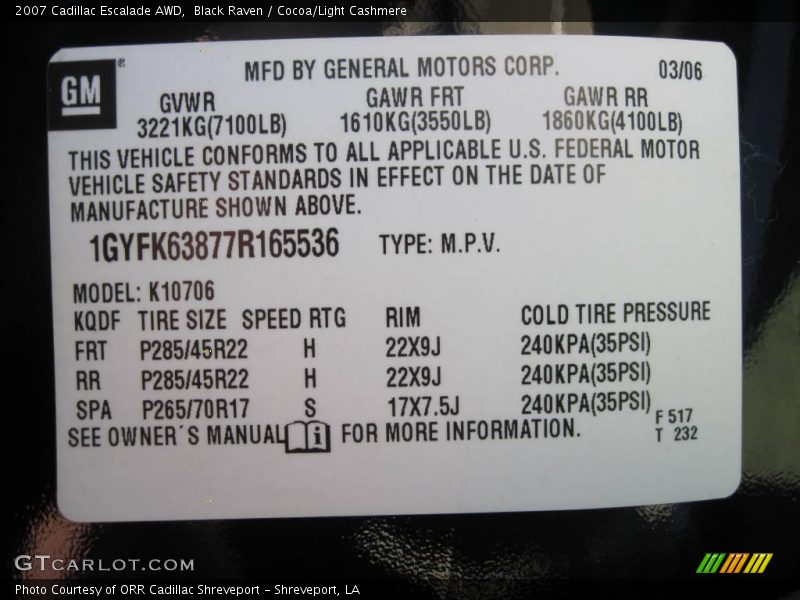 2007 Cadillac Escalade AWD, Black Raven / Cocoa/Light Cashmere
GM ®
MFD BY GENERAL MOTORS CORP. 03/06
GVWR GAWR FRT GAWR RR
3221KG(7100LB) 1610KG(3550LB) 1860KG(4100LB)
THIS VEHICLE CONFORMS TO ALL APPLICABLE U.S. FEDERAL MOTOR
VEHICLE SAFETY STANDARDS IN EFFECT ON THE DATE OF
MANUFACTURE SHOWN ABOVE.
1GYFK63877R165536 TYPE: M.P.V.
MODEL: K10706
KQDF TIRE SIZE SPEED RTG RIM COLD TIRE PRESSURE
FRT P285/45R22 H 22X9J 240KPA(35PSI)
RR P285/45R22 H 22X9J 240KPA(35PSI)
SPA P265/70R17 S 17X7.5J 240KPA(35PSI)
SEE OWNER´S MANUAL i FOR MORE INFORMATION.
F 517
T 232
GTCARLOT.COM
Photo Courtesy of ORR Cadillac Shreveport - Shreveport, LA